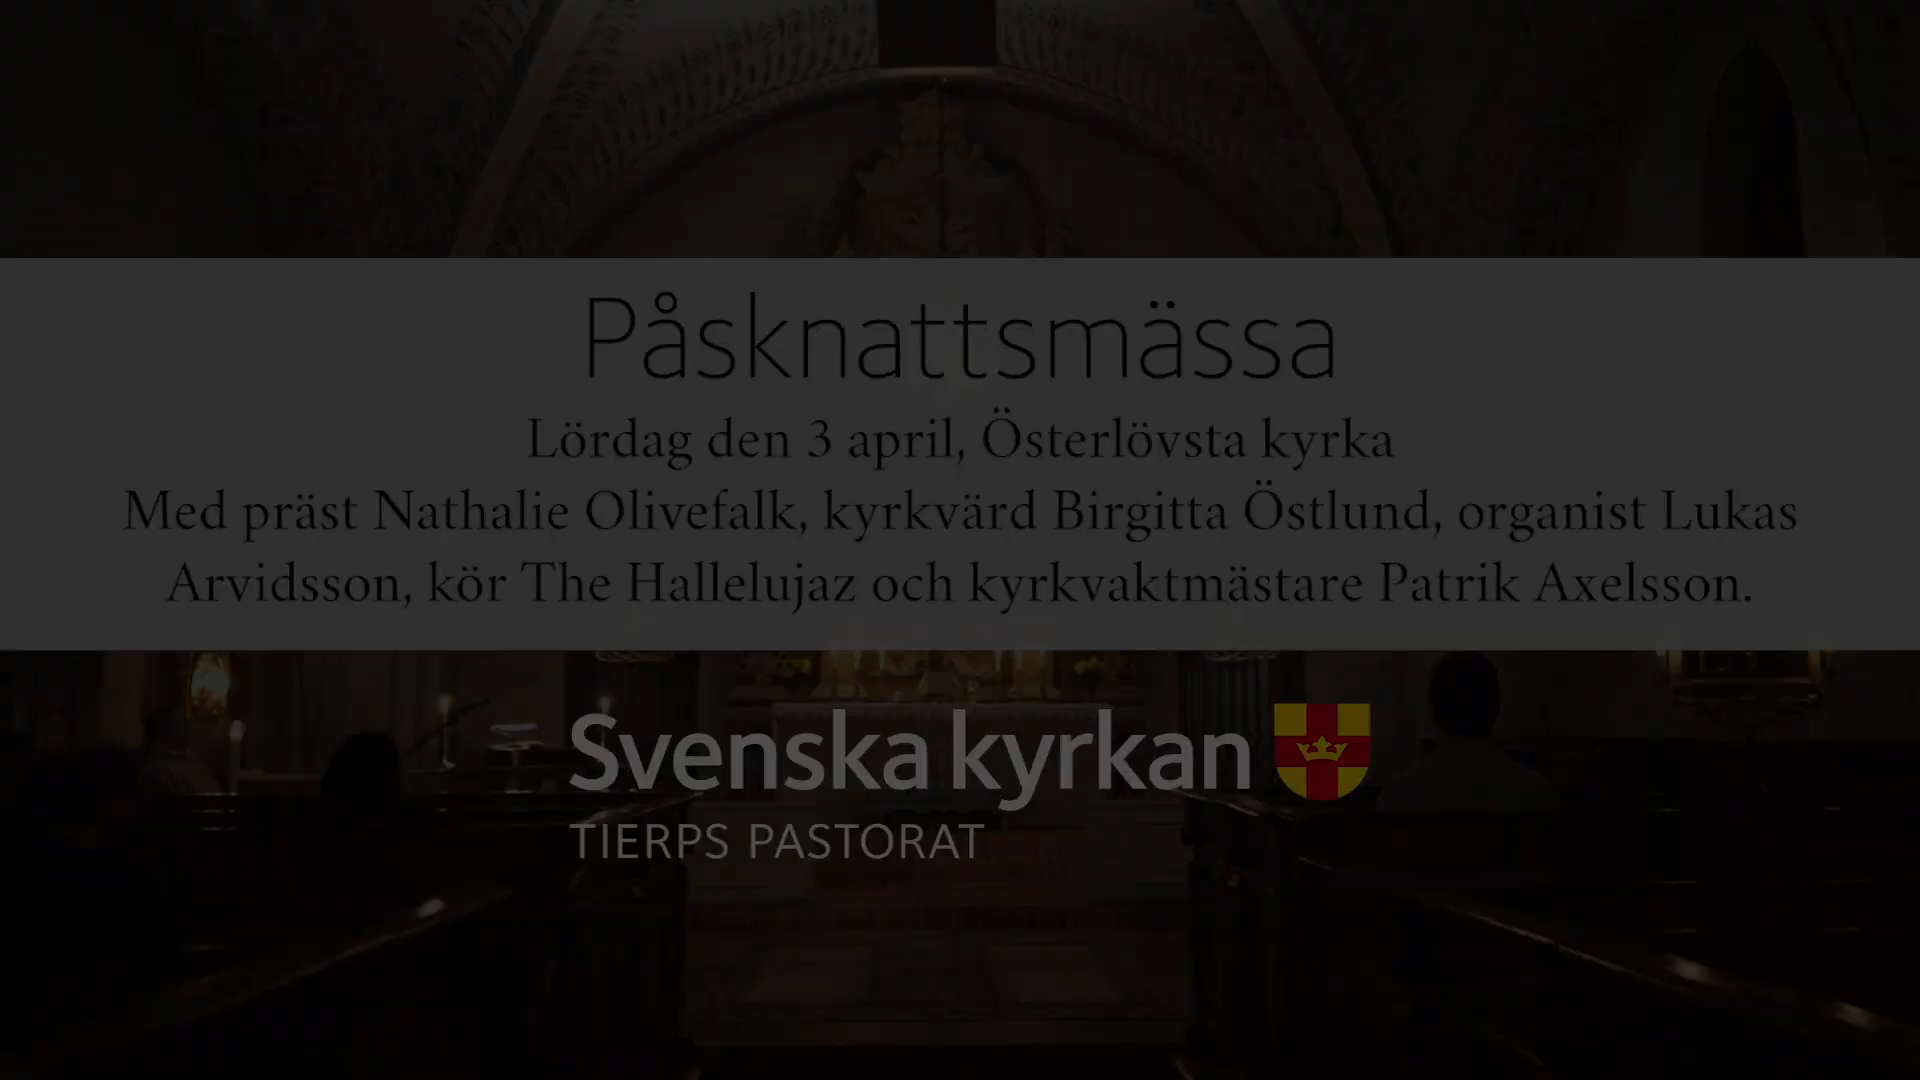 Påsknattsmässa
Lördag den 3 april, Österlövsta kyrka
Med präst Nathalie Olivefalk, kyrkvärd Birgitta Östlund, organist Lukas
Arvidsson, kör The Hallelujaz och kyrkvaktmästare Patrik Axelsson.
Svenska kyrkan
TIERPS PASTORAT